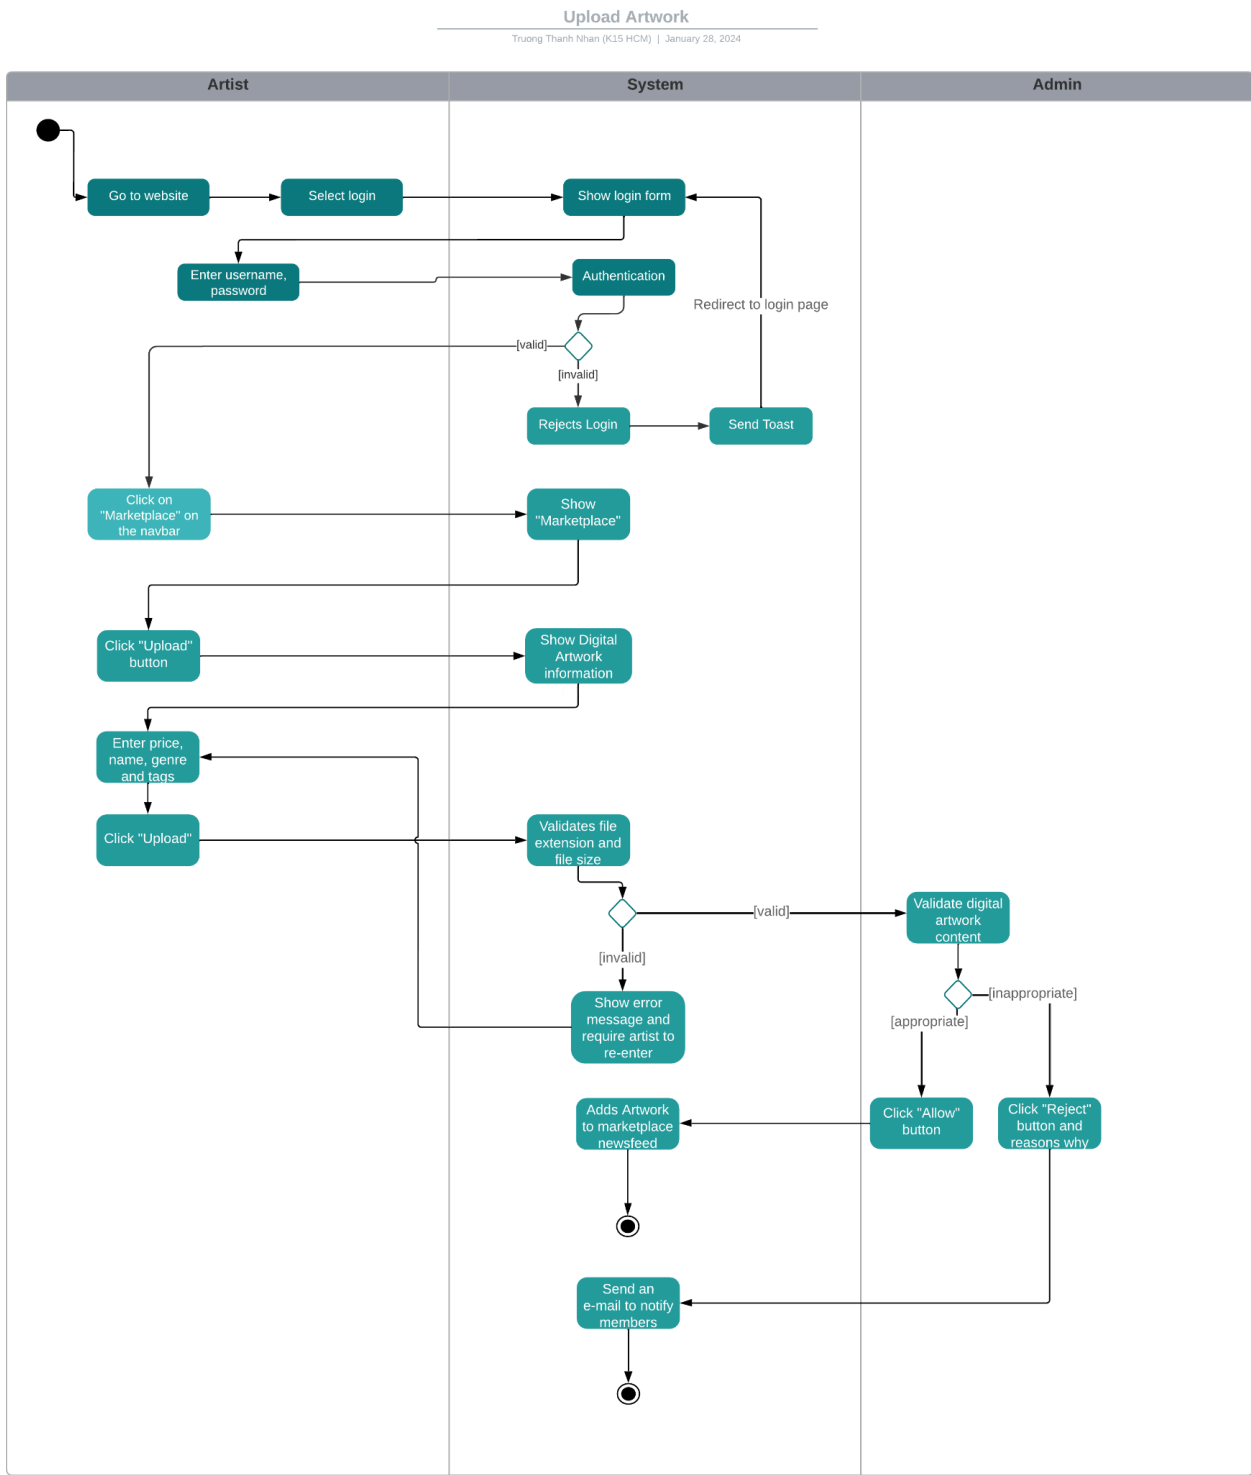 Upload Artwork
Truong Thanh Nhan (K15 HCM) | January 28, 2024
Artist
System
Admin
Go to website
Select login
Show login form
Enter username,
password
Authentication
Redirect to login page
[valid]
[invalid]
Rejects Login
Send Toast
Click on
"Marketplace" on
the navbar
Show
"Marketplace"
Click "Upload"
button
Show Digital
Artwork
information
Enter price,
name, genre
and tags
Click "Upload"
Validates file
extension and
file size
[valid]
Validate digital
artwork
content
[invalid]
[inappropriate]
[appropriate]
Show error
message and
require artist to
re-enter
Adds Artwork
to marketplace
newsfeed
Click "Allow"
button
Click "Reject"
button and
reasons why
Send an
e-mail to notify
members